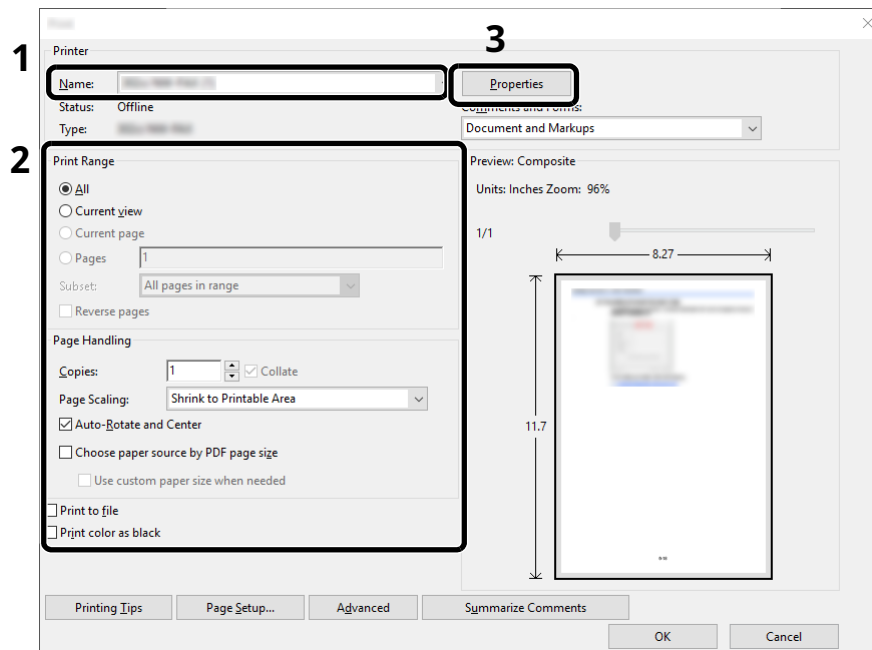 1
3
Printer
Name:
Properties
Status: Offline
Comments and Forms:
Type:
Document and Markups
2
Print Range
Preview: Composite
All
Units: Inches Zoom: 96%
Current view
Current page
1/1
Pages 1
8.27
Subset: All pages in range
Reverse pages
Page Handling
Copies: 1 Collate
Page Scaling: Shrink to Printable Area
Auto-Rotate and Center
11.7
Choose paper source by PDF page size
Use custom paper size when needed
Print to file
Print color as black
Printing Tips Page Setup... Advanced Summarize Comments
OK Cancel